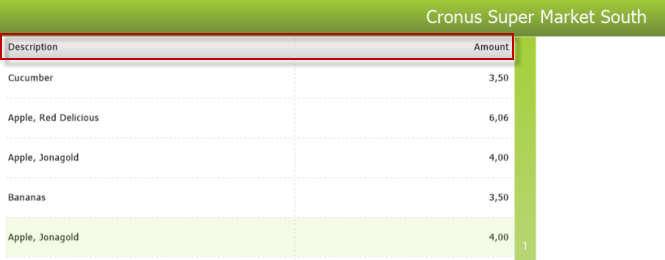 Cronus Super Market South
Description Amount
Cucumber 3,50
Apple, Red Delicious 6,06
Apple, Jonagold 4,00
Bananas 3,50
Apple, Jonagold 4,00
1